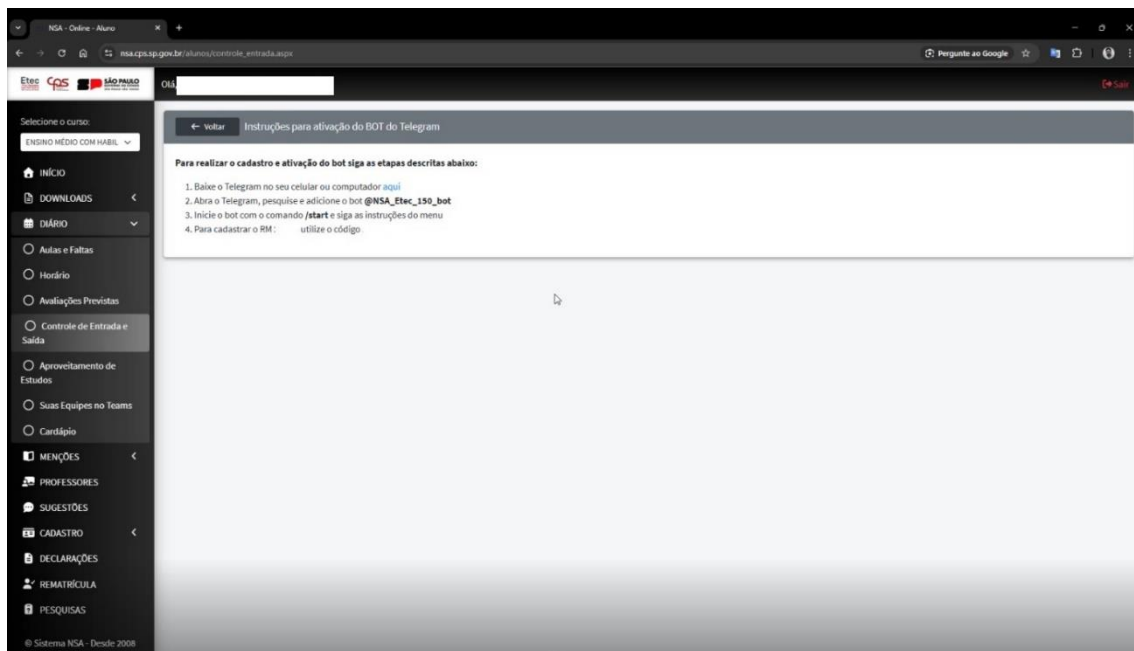 NSA - Online - Aluno
nsa.cps.sp.gov.br/alunos/controle_entrada.aspx
Pergunte ao Google
Etec CPS SÃO PAULO
Olá,
Sair
Selecione o curso:
ENSINO MÉDIO COM HABIL
← Voltar Instruções para ativação do BOT do Telegram
Para realizar o cadastro e ativação do bot siga as etapas descritas abaixo:
1. Baixe o Telegram no seu celular ou computador aqui
2. Abra o Telegram, pesquise e adicione o bot @NSA_Etec_150_bot
3. Inicie o bot com o comando /start e siga as instruções do menu
4. Para cadastrar o RM : utilize o código
INÍCIO
DOWNLOADS
DIÁRIO
Aulas e Faltas
Horário
Avaliações Previstas
Controle de Entrada e
Saída
Aproveitamento de
Estudos
Suas Equipes no Teams
Cardápio
MENÇÕES
PROFESSORES
SUGESTÕES
CADASTRO
DECLARAÇÕES
REMATRÍCULA
PESQUISAS
© Sistema NSA - Desde 2008